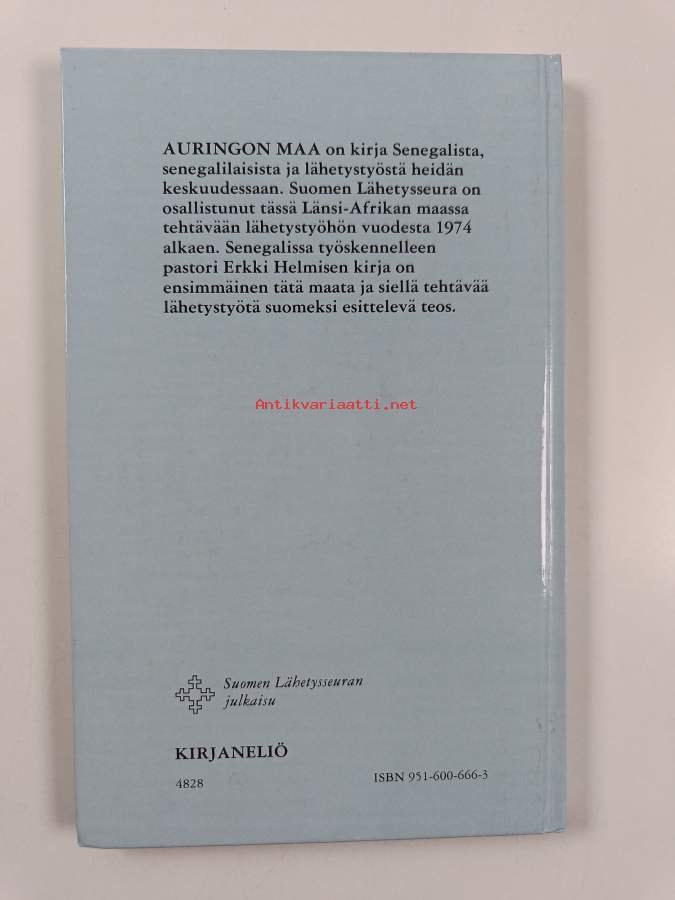 AURINGON MAA on kirja Senegalista,
senegalilaisista ja lähetystyöstä heidän
keskuudessaan. Suomen Lähetysseura on
osallistunut tässä Länsi-Afrikan maassa
tehtävään lähetystyöhön vuodesta 1974
alkaen. Senegalissa työskennelleen
pastori Erkki Helmisen kirja on
ensimmäinen tätä maata ja siellä tehtävää
lähetystyötä suomeksi esittelevä teos.
Antikvariaatti.net
Suomen Lähetysseuran
julkaisu
KIRJANELIÖ
4828
ISBN 951-600-666-3